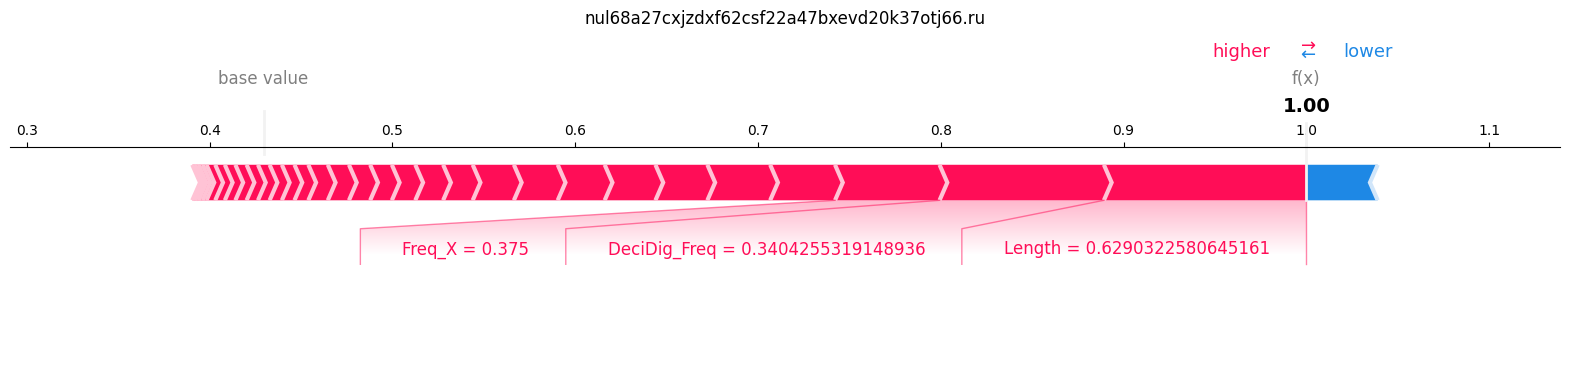 nul68a27cxjzdxf62csf22a47bxevd20k37otj66.ru
higher → ← lower
base value f(x)
1.00
0.3 0.4 0.5 0.6 0.7 0.8 0.9 1.0 1.1
Freq_X = 0.375 DeciDig_Freq = 0.3404255319148936 Length = 0.6290322580645161